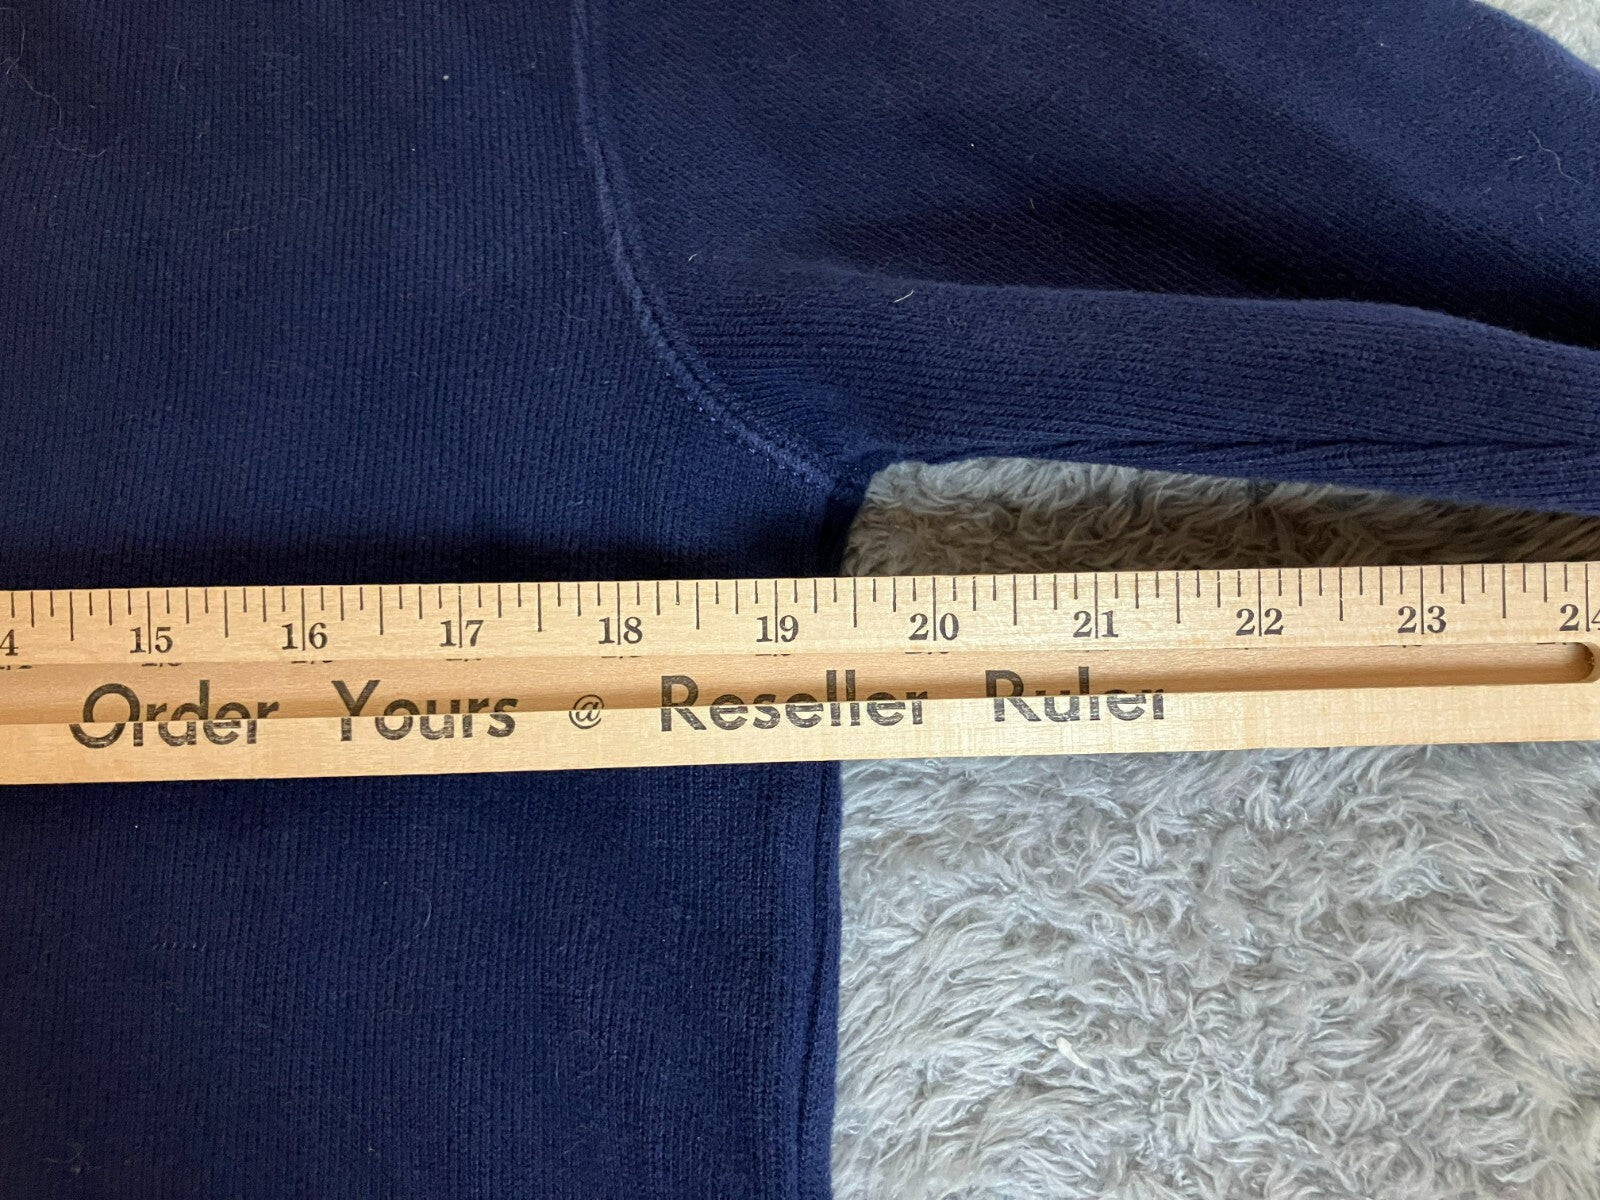 4 15 16 17 18 19 20 21 22 23 24
Order Yours @ Reseller Ruler